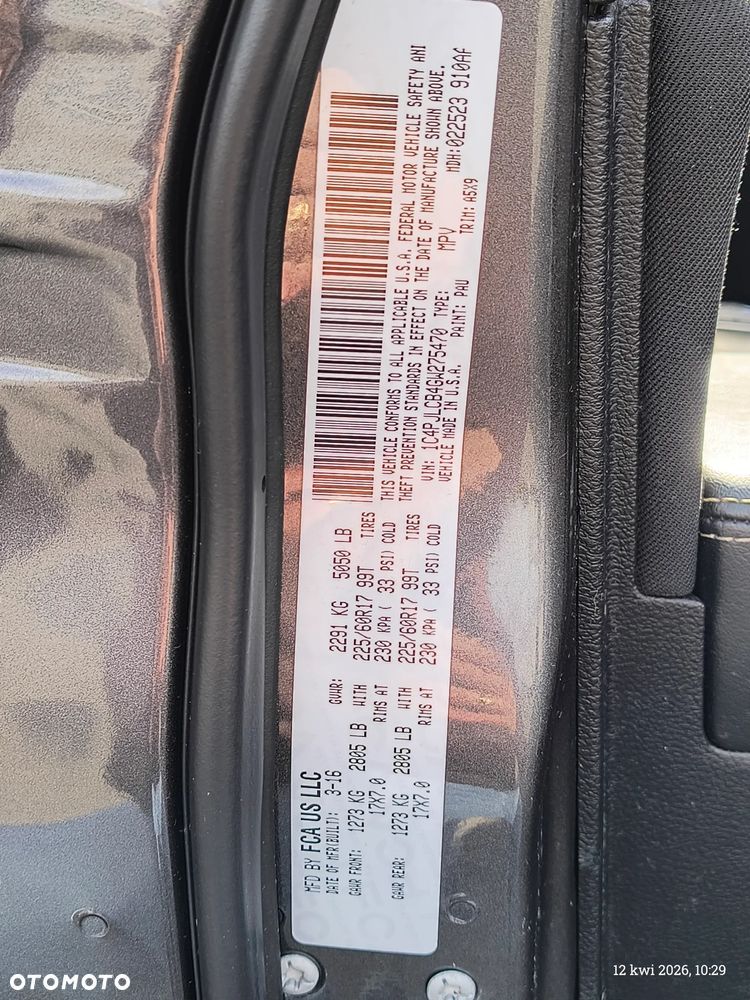 MFD BY FCA US LLC
DATE OF MFR(BUILT): 3-16 GVWR: 2291 KG 5050 LB
GAWR FRONT: 1273 KG 2805 LB WITH 225/60R17 99T TIRES
17X7.0 RIMS AT 230 KPA ( 33 PSI) COLD
GAWR REAR: 1273 KG 2805 LB WITH 225/60R17 99T TIRES
17X7.0 RIMS AT 230 KPA ( 33 PSI) COLD
THIS VEHICLE CONFORMS TO ALL APPLICABLE U.S.A. FEDERAL MOTOR VEHICLE SAFETY AND
THEFT PREVENTION STANDARDS IN EFFECT ON THE DATE OF MANUFACTURE SHOWN ABOVE.
VIN: 1C4PJLCB4GW275470 TYPE: MPV MDH:022523 910AF
VEHICLE MADE IN U.S.A. PAINT: PAU TRIM: A5X9
OTOMOTO
12 kwi 2026, 10:29